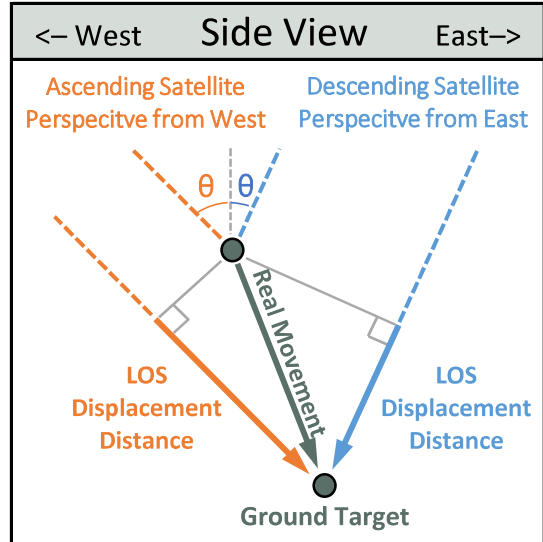 <– West Side View East–>
Ascending Satellite
Perspecitve from West
Descending Satellite
Perspecitve from East
θ θ
Real Movement
LOS
Displacement
Distance
LOS
Displacement
Distance
Ground Target